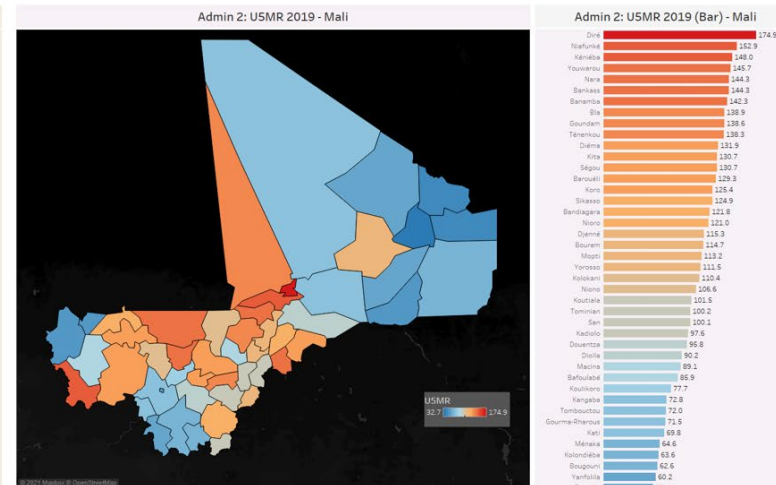 Admin 2: U5MR 2019 - Mali
U5MR
32.7 174.9
© 2021 Mapbox © OpenStreetMap
Admin 2: U5MR 2019 (Bar) - Mali
Diré 174.9
Niafunké 152.9
Kéniéba 148.0
Youwarou 145.7
Nara 144.3
Bankass 144.3
Banamba 142.3
Bla 138.9
Goundam 138.6
Ténenkou 138.3
Diéma 131.9
Kita 130.7
Ségou 130.7
Barouéli 129.3
Koro 125.4
Sikasso 124.9
Bandiagara 121.8
Nioro 121.0
Djenné 115.3
Bourem 114.7
Mopti 113.2
Yorosso 111.5
Kolokani 110.4
Niono 106.6
Koutiala 101.5
Tominian 100.2
San 100.1
Kadiolo 97.6
Douentza 95.8
Dioïla 90.2
Macina 89.1
Bafoulabé 85.9
Koulikoro 77.7
Kangaba 72.8
Tombouctou 72.0
Gourma-Rharous 71.5
Kati 69.8
Ménaka 64.6
Kolondiéba 63.6
Bougouni 62.6
Yanfolila 60.2